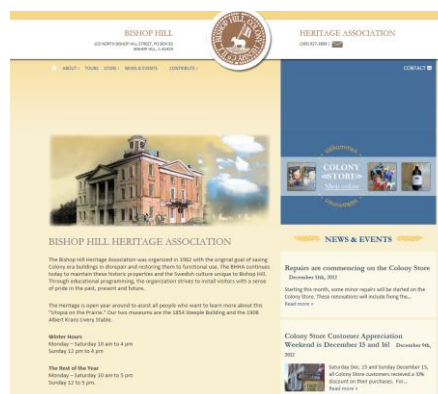 BISHOP HILL
HERITAGE ASSOCIATION
103 NORTH BISHOP HILL STREET, PO BOX 92
BISHOP HILL, IL 61419
(309) 927-3899 |
BISHOP HILL COLONY
ABOUT
TOURS
STORE
NEWS & EVENTS
CONTRIBUTE
CONTACT
Välkommen
COLONY
STORE
Shop online
BISHOP HILL HERITAGE ASSOCIATION
The Bishop Hill Heritage Association was organized in 1962 with the original goal of saving
Colony era buildings in disrepair and restoring them to functional use. The BHHA continues
today to maintain these historic properties and the Swedish culture unique to Bishop Hill.
Through educational programming, the organization strives to install visitors with a sense
of pride in the past, present and future.
The Heritage is open year around to assist all people who want to learn more about this
"Utopia on the Prairie." Our two museums are the 1854 Steeple Building and the 1908
Albert Krans Livery Stable.
Winter Hours
Monday – Saturday 10 am to 4 pm
Sunday 12 pm to 4 pm
The Rest of the Year
Monday – Saturday 10 am to 5 pm
Sunday 12 to 5 pm.
NEWS & EVENTS
Repairs are commencing on the Colony Store
December 13th, 2012
Starting this month, some minor repairs will be started on the
Colony Store. These renovations will include fixing the...
Read more »
Colony Store Customer Appreciation
Weekend is December 15 and 16! December 9th,
2012
Saturday Dec. 15 and Sunday December 15,
all Colony Store customers recieved a 10%
discount on their purchases. For...
Read more »